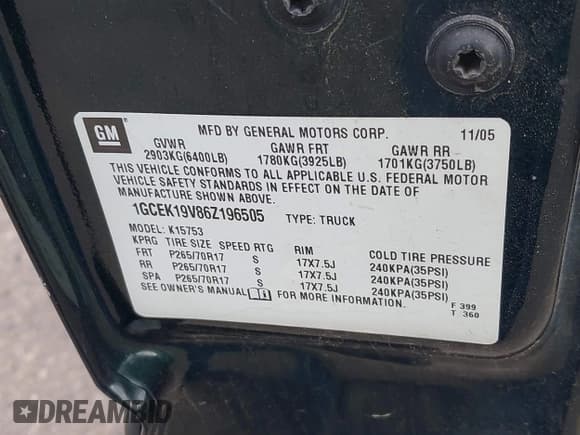 GM
MFD BY GENERAL MOTORS CORP. 11/05
GVWR GAWR FRT GAWR RR
2903KG(6400LB) 1780KG(3925LB) 1701KG(3750LB)
THIS VEHICLE CONFORMS TO ALL APPLICABLE U.S. FEDERAL MOTOR
VEHICLE SAFETY STANDARDS IN EFFECT ON THE DATE OF
MANUFACTURE SHOWN ABOVE.
1GCEK19V86Z196505 TYPE: TRUCK
MODEL: K15753
KPRG TIRE SIZE SPEED RTG RIM COLD TIRE PRESSURE
FRT P265/70R17 S 17X7.5J 240KPA(35PSI)
RR P265/70R17 S 17X7.5J 240KPA(35PSI)
SPA P265/70R17 S 17X7.5J 240KPA(35PSI)
SEE OWNER'S MANUAL FOR MORE INFORMATION.
F 399
T 360
DREAMBID